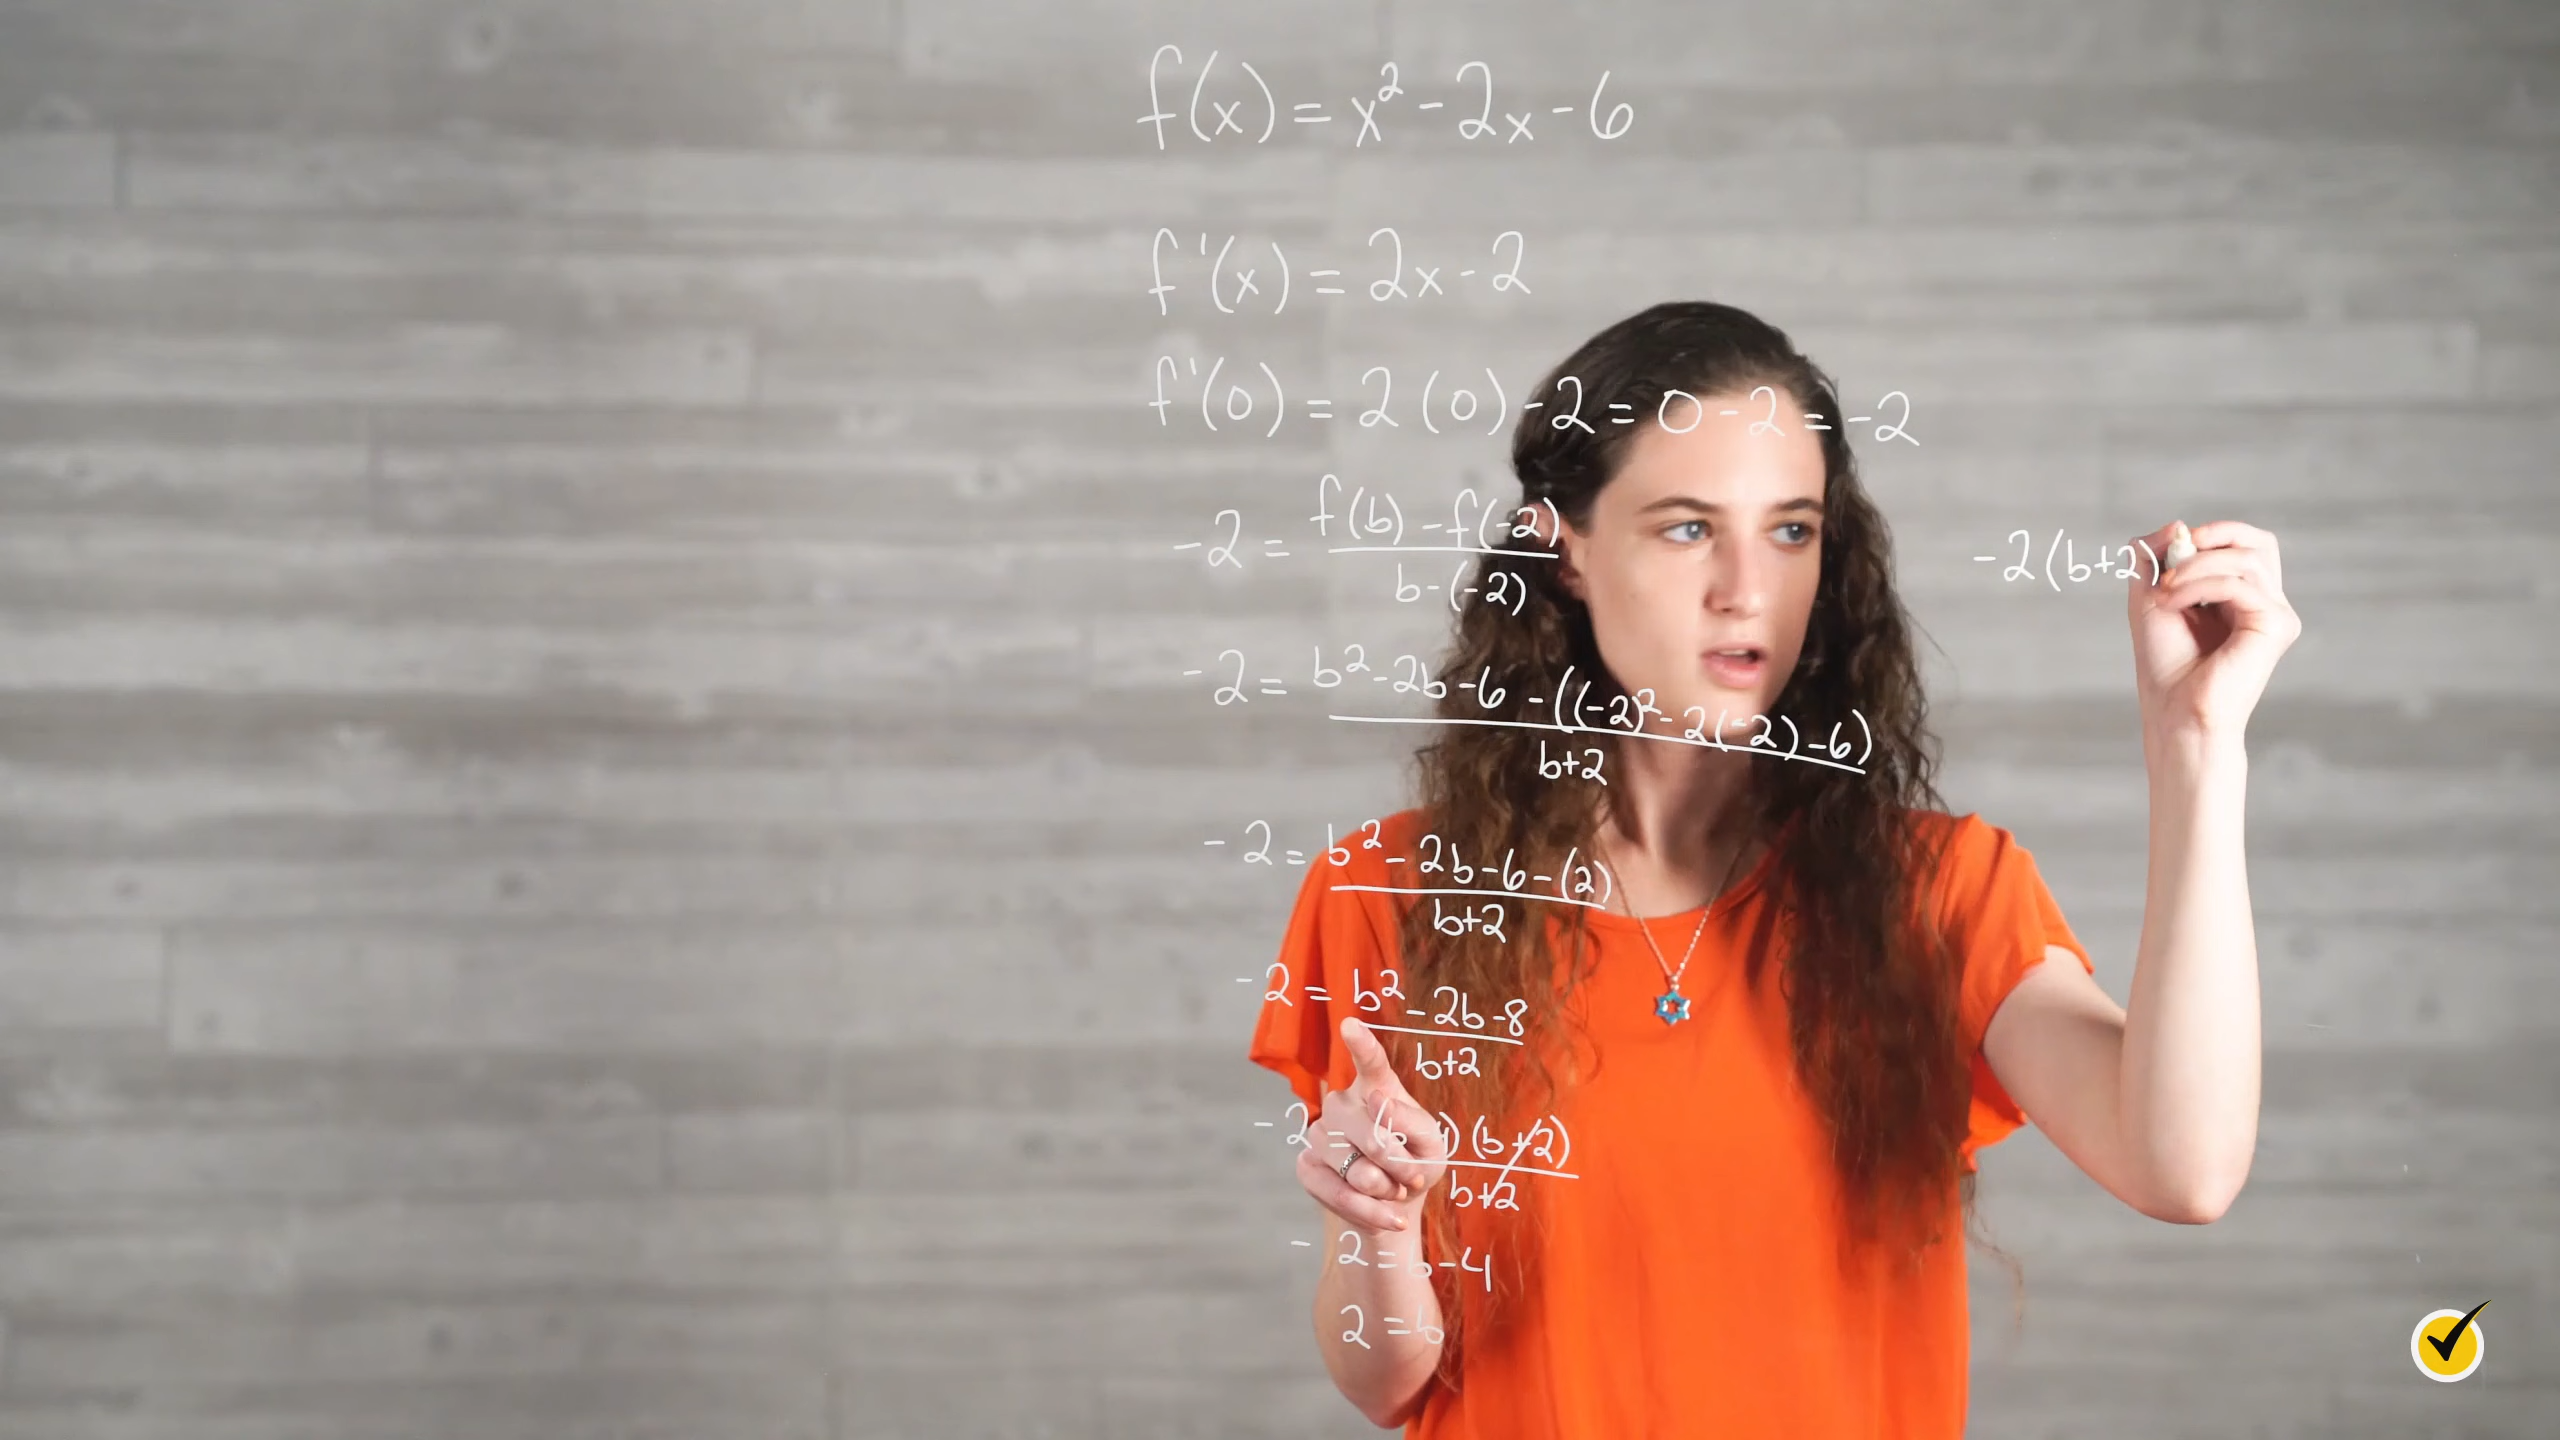 f(x) = x² - 2x - 6
f'(x) = 2x - 2
f'(0) = 2(0) - 2 = 0 - 2 = -2
-2 = f(b) - f(-2)
b - (-2)
-2(b+2)
-2 = b² - 2b - 6 - ((-2)² - 2(-2) - 6)
b+2
-2 = b² - 2b - 6 - (2)
b+2
-2 = b² - 2b - 8
b+2
-2 = (b-4)(b+2)
b+2
-2 = b - 4
2 = b